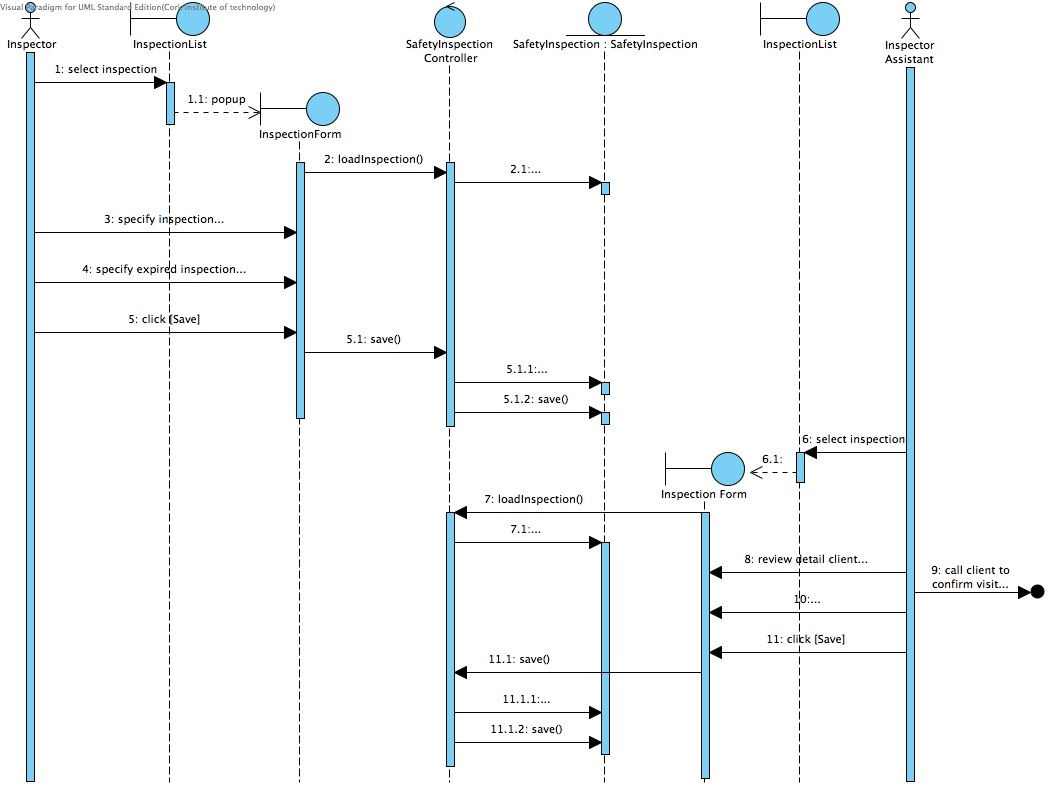 Visual Paradigm for UML Standard Edition(Cork Institute of technology)
Inspector
InspectionList
SafetyInspection
Controller
SafetyInspection : SafetyInspection
InspectionList
Inspector
Assistant
1: select inspection
1.1: popup
InspectionForm
2: loadInspection()
2.1:...
3: specify inspection...
4: specify expired inspection...
5: click [Save]
5.1: save()
5.1.1:...
5.1.2: save()
6: select inspection
6.1:
Inspection Form
7: loadInspection()
7.1:...
8: review detail client...
9: call client to
confirm visit...
10:...
11: click [Save]
11.1: save()
11.1.1:...
11.1.2: save()